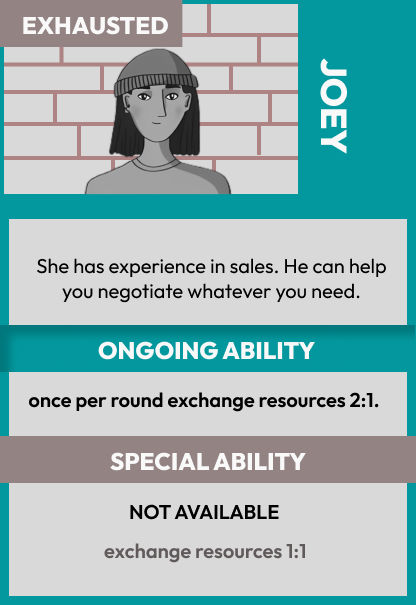 EXHAUSTED
JOEY
She has experience in sales. He can help
you negotiate whatever you need.
ONGOING ABILITY
once per round exchange resources 2:1.
SPECIAL ABILITY
NOT AVAILABLE
exchange resources 1:1